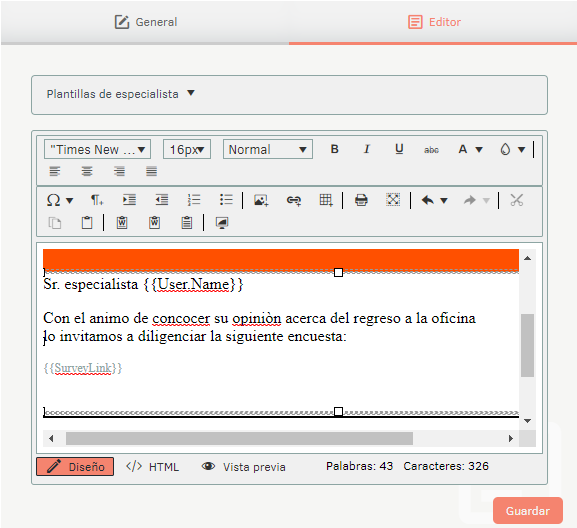 General
Editor
Plantillas de especialista
"Times New ...
16px
Normal
B I U abc A
Sr. especialista {{User.Name}}
Con el animo de concocer su opiniòn acerca del regreso a la oficina
lo invitamos a diligenciar la siguiente encuesta:
{{SurveyLink}}
Diseño
HTML
Vista previa
Palabras: 43
Caracteres: 326
Guardar